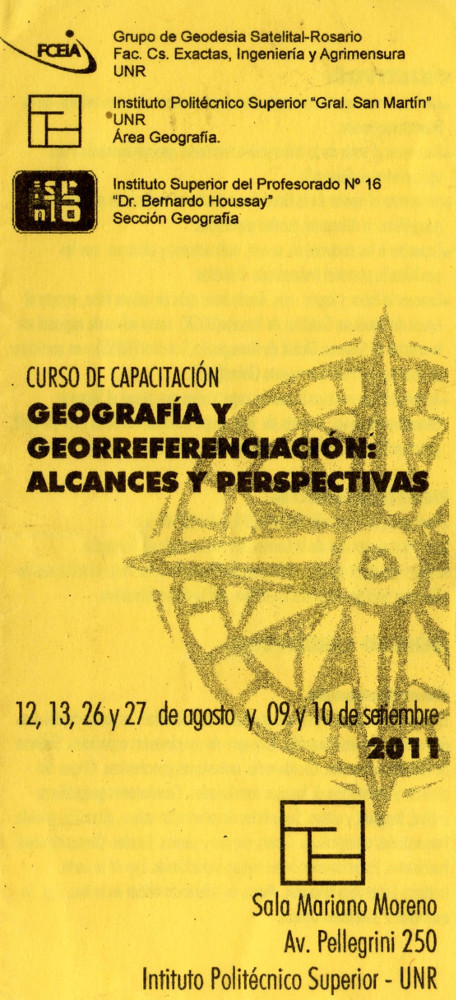 FCEIA
Grupo de Geodesia Satelital-Rosario
Fac. Cs. Exactas, Ingeniería y Agrimensura
UNR
Instituto Politécnico Superior "Gral. San Martín"
UNR
Área Geografía.
Instituto Superior del Profesorado Nº 16
"Dr. Bernardo Houssay"
Sección Geografía
CURSO DE CAPACITACIÓN
GEOGRAFÍA Y
GEORREFERENCIACIÓN:
ALCANCES Y PERSPECTIVAS
12, 13, 26 y 27 de agosto y 09 y 10 de setiembre
2011
Sala Mariano Moreno
Av. Pellegrini 250
Intituto Politécnico Superior - UNR